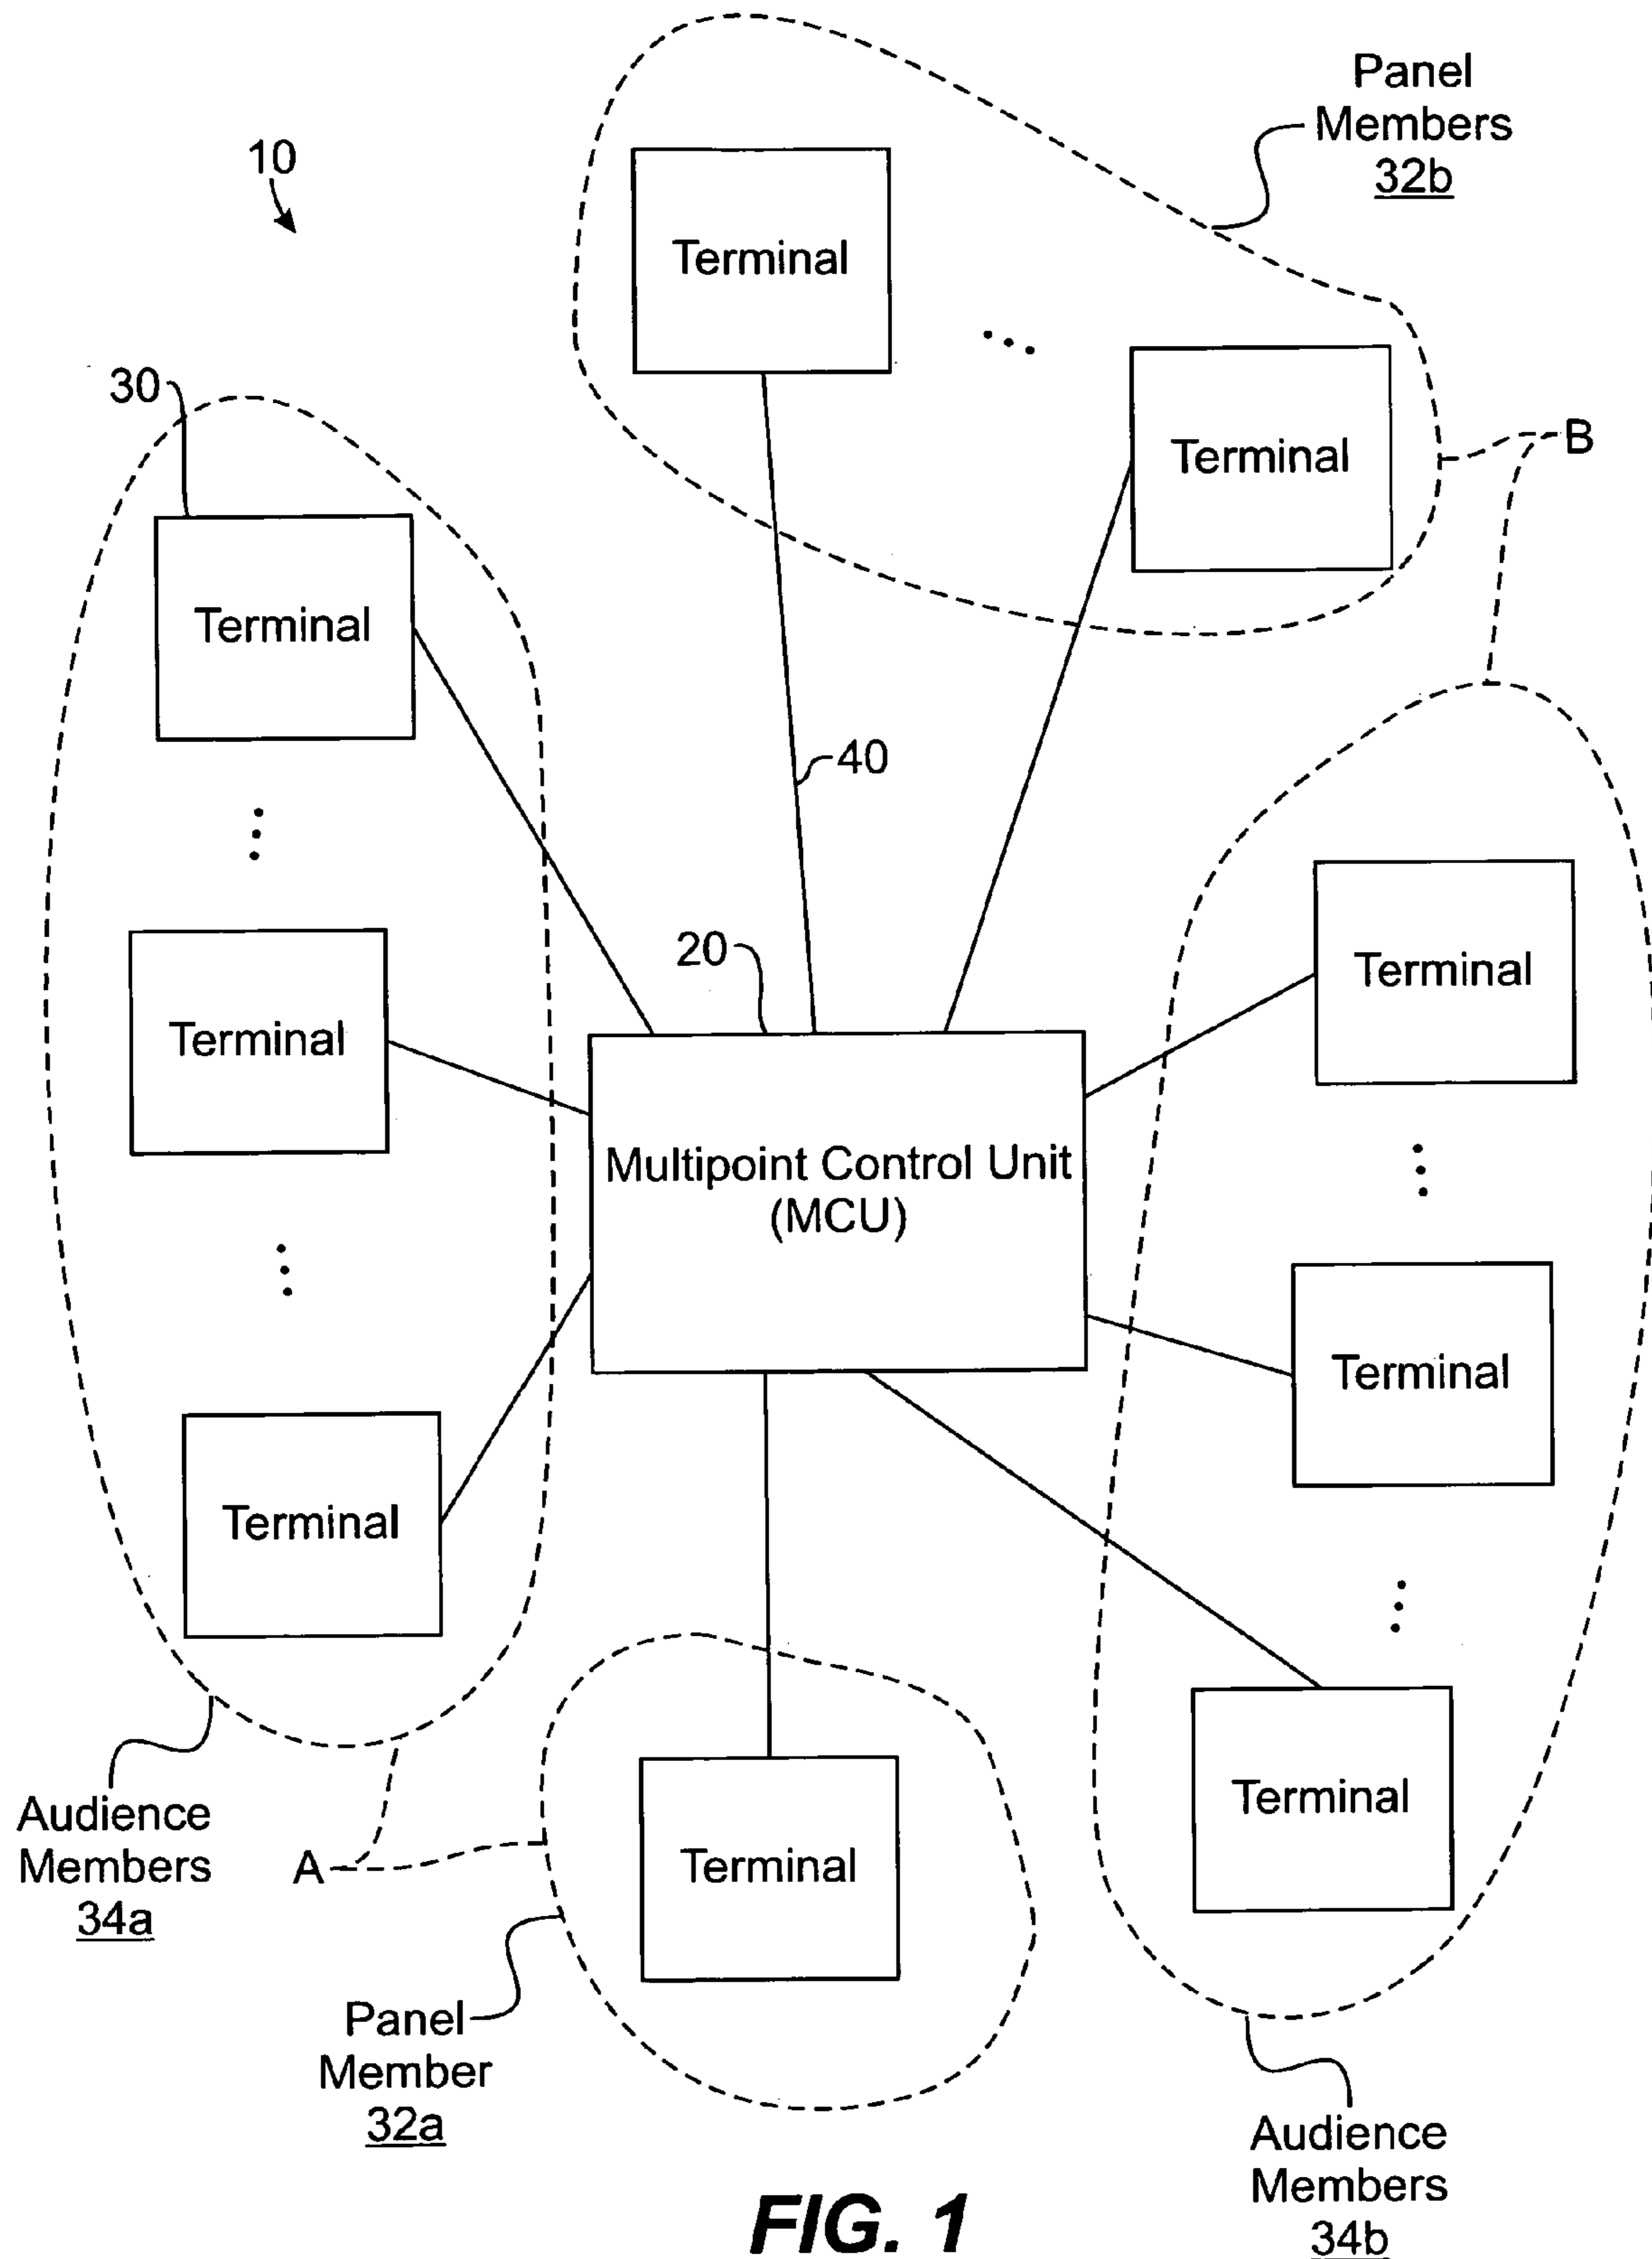 Panel
Members
32b
10
Terminal
30
Terminal
B
Terminal
40
20
Terminal
Terminal
Multipoint Control Unit
(MCU)
Terminal
Terminal
Terminal
Audience
Members
34a
A
Terminal
Panel
Member
32a
Audience
Members
34b
FIG. 1